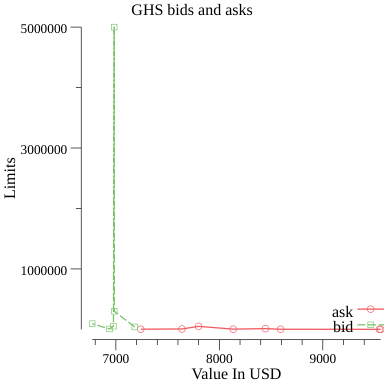 GHS bids and asks
5000000
3000000
1000000
Limits
ask
bid
7000
8000
9000
Value In USD